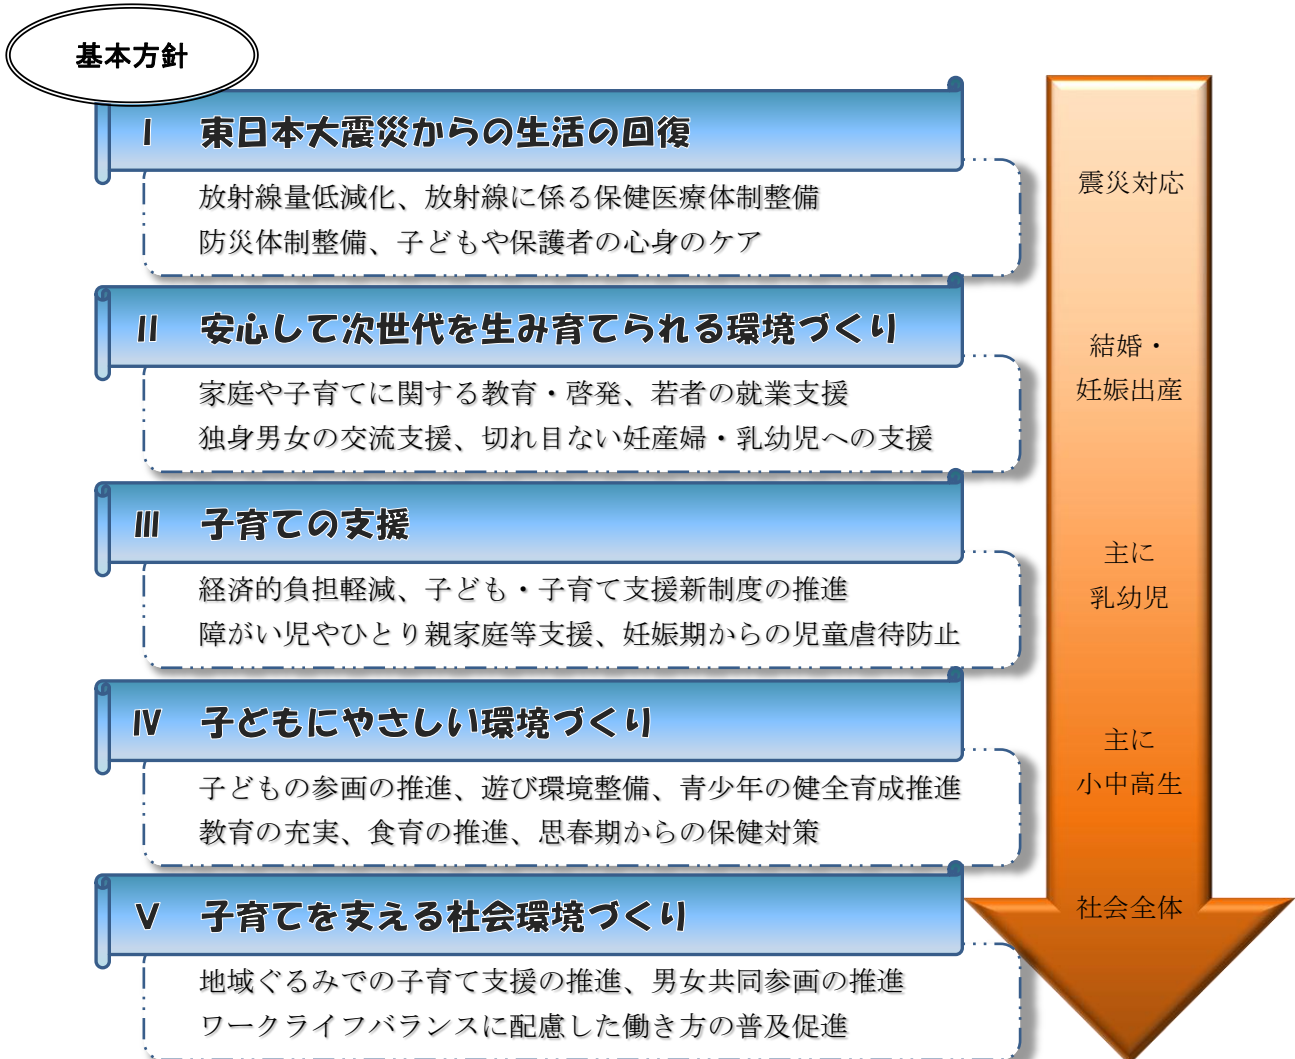 基本方針
Ⅰ 東日本大震災からの生活の回復
放射線量低減化、放射線に係る保健医療体制整備
防災体制整備、子どもや保護者の心身のケア
Ⅱ 安心して次世代を生み育てられる環境づくり
家庭や子育てに関する教育・啓発、若者の就業支援
独身男女の交流支援、切れ目ない妊産婦・乳幼児への支援
Ⅲ 子育ての支援
経済的負担軽減、子ども・子育て支援新制度の推進
障がい児やひとり親家庭等支援、妊娠期からの児童虐待防止
Ⅳ 子どもにやさしい環境づくり
子どもの参画の推進、遊び環境整備、青少年の健全育成推進
教育の充実、食育の推進、思春期からの保健対策
Ⅴ 子育てを支える社会環境づくり
地域ぐるみでの子育て支援の推進、男女共同参画の推進
ワークライフバランスに配慮した働き方の普及促進
震災対応
結婚・
妊娠出産
主に
乳幼児
主に
小中高生
社会全体